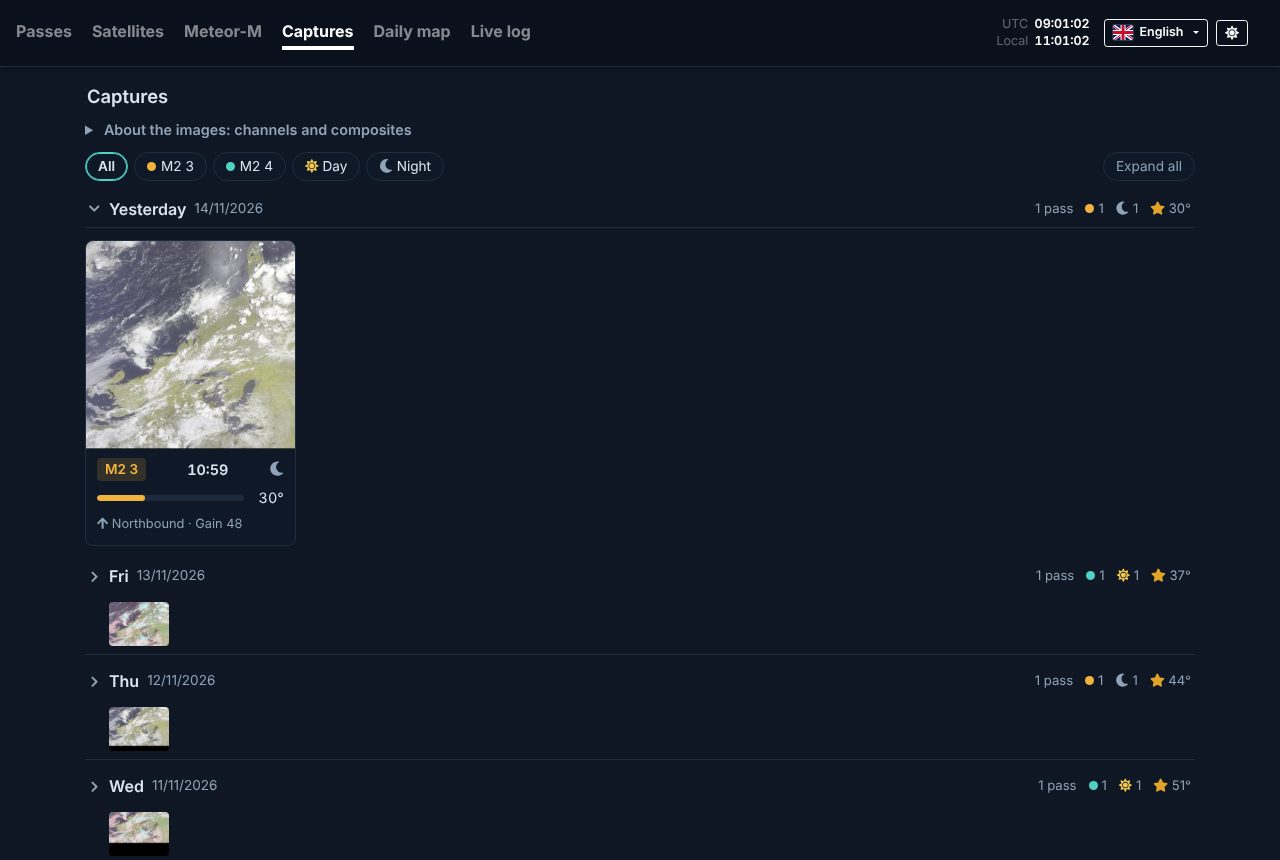 Passes Satellites Meteor-M Captures Daily map Live log
UTC 09:01:02
Local 11:01:02
English
Captures
About the images: channels and composites
All M2 3 M2 4 Day Night Expand all
Yesterday 14/11/2026 1 pass 1 1 30°
M2 3 10:59
30°
Northbound · Gain 48
Fri 13/11/2026 1 pass 1 1 37°
Thu 12/11/2026 1 pass 1 1 44°
Wed 11/11/2026 1 pass 1 1 51°